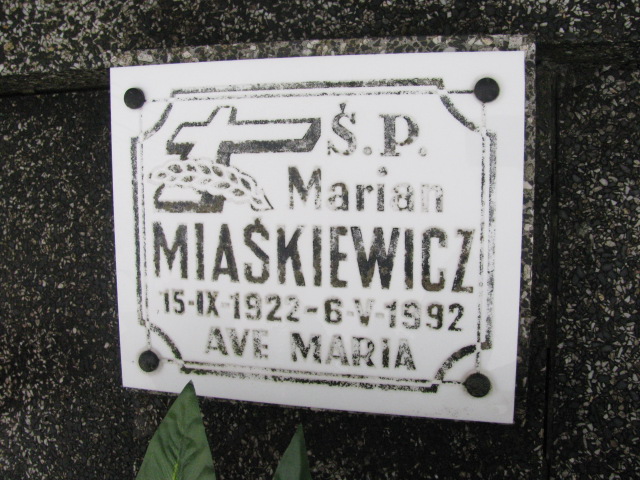 Ś.P.
Marian
MIAŚKIEWICZ
15-IX-1922-6-V-1992
AVE MARIA